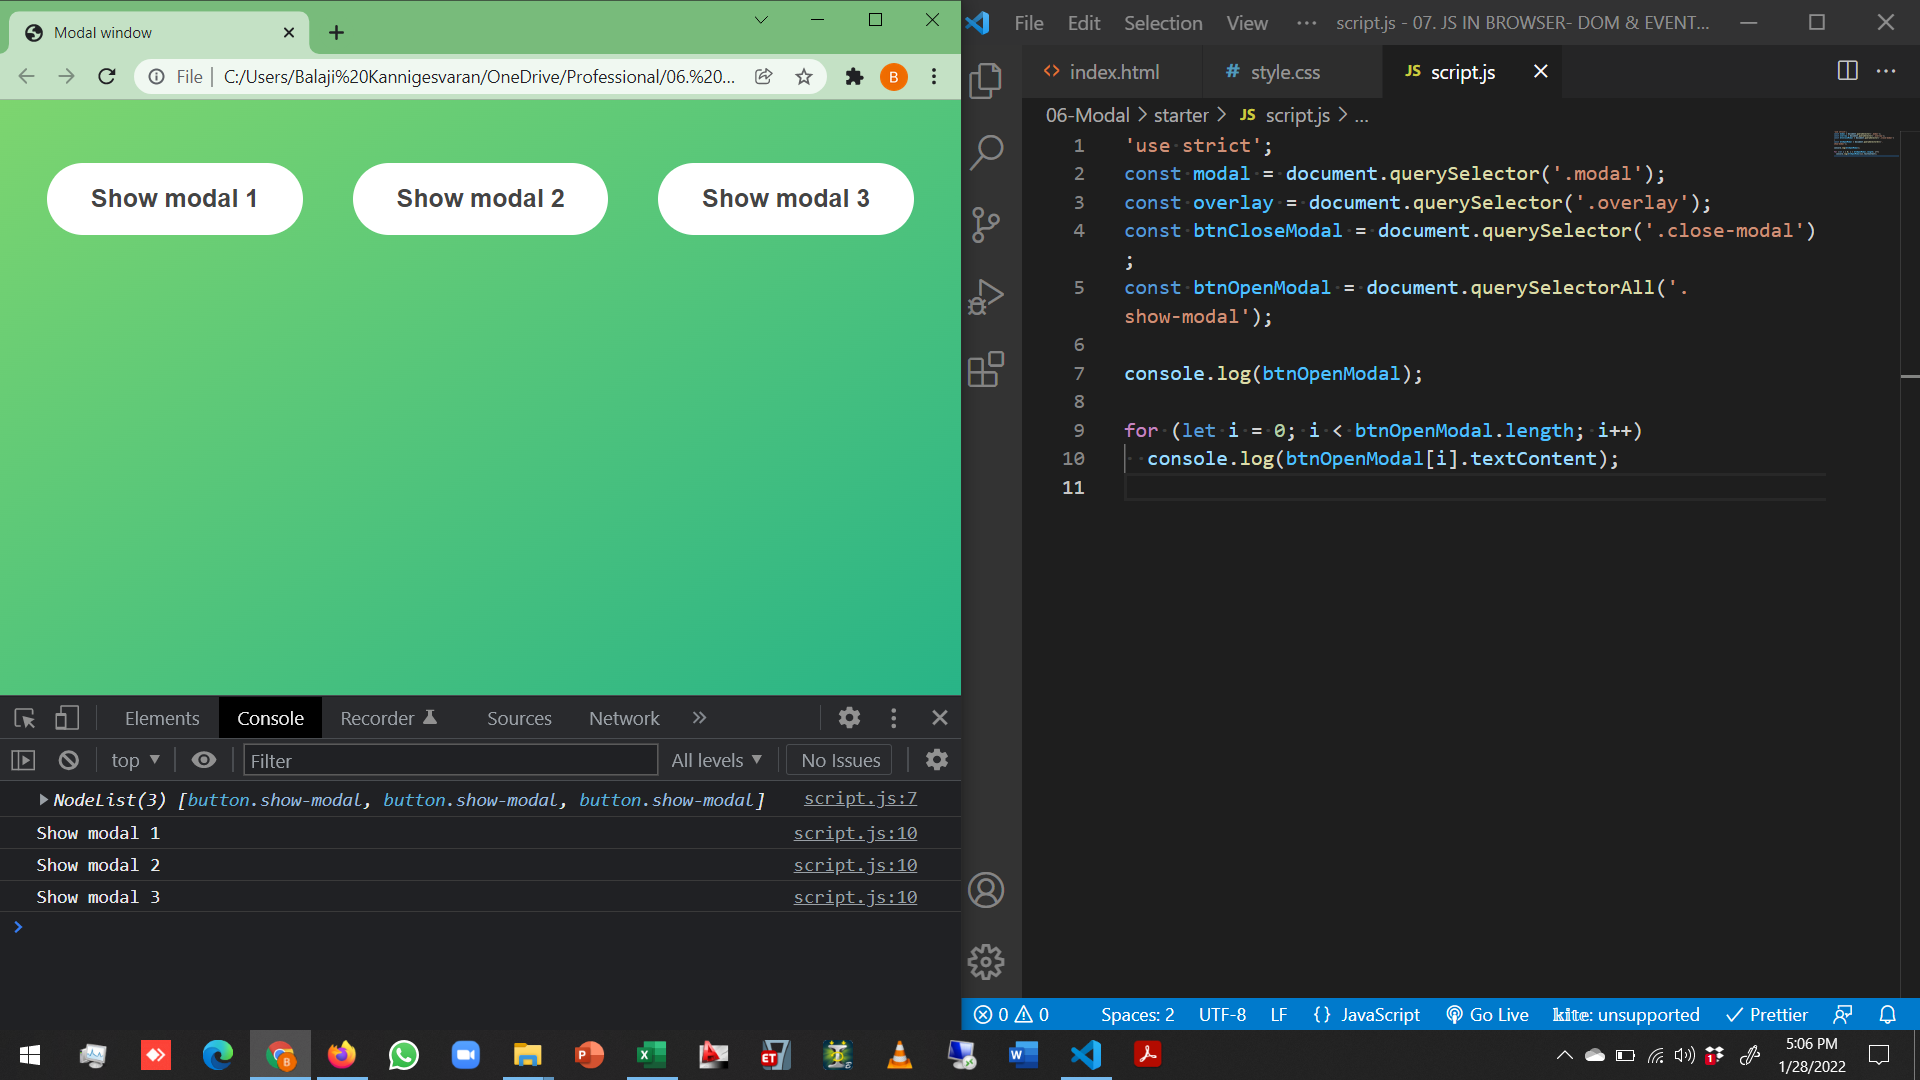 Modal window
File
C:/Users/Balaji%20Kannigesvaran/OneDrive/Professional/06.%20...
B
Show modal 1
Show modal 2
Show modal 3
Elements
Console
Recorder
Sources
Network
top
Filter
All levels
No Issues
NodeList(3) [button.show-modal, button.show-modal, button.show-modal]
script.js:7
Show modal 1
script.js:10
Show modal 2
script.js:10
Show modal 3
script.js:10
File Edit Selection View ···
script.js - 07. JS IN BROWSER- DOM & EVENT...
index.html
# style.css
JS script.js
06-Modal > starter > JS script.js > ...
1 'use strict';
2 const modal = document.querySelector('.modal');
3 const overlay = document.querySelector('.overlay');
4 const btnCloseModal = document.querySelector('.close-modal')
;
5 const btnOpenModal = document.querySelectorAll('.
show-modal');
6
7 console.log(btnOpenModal);
8
9 for (let i = 0; i < btnOpenModal.length; i++)
10 console.log(btnOpenModal[i].textContent);
11
0 0
Spaces: 2
UTF-8
LF
{ } JavaScript
Go Live
kite: unsupported
Prettier
5:06 PM
1/28/2022